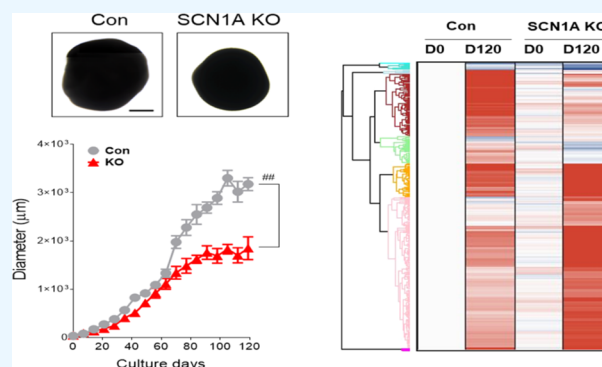 Con SCN1A KO
Con
KO
Diameter (µm)
4×10³
3×10³
2×10³
1×10³
0
##
0 20 40 60 80 100 120
Culture days
Con SCN1A KO
D0 D120 D0 D120